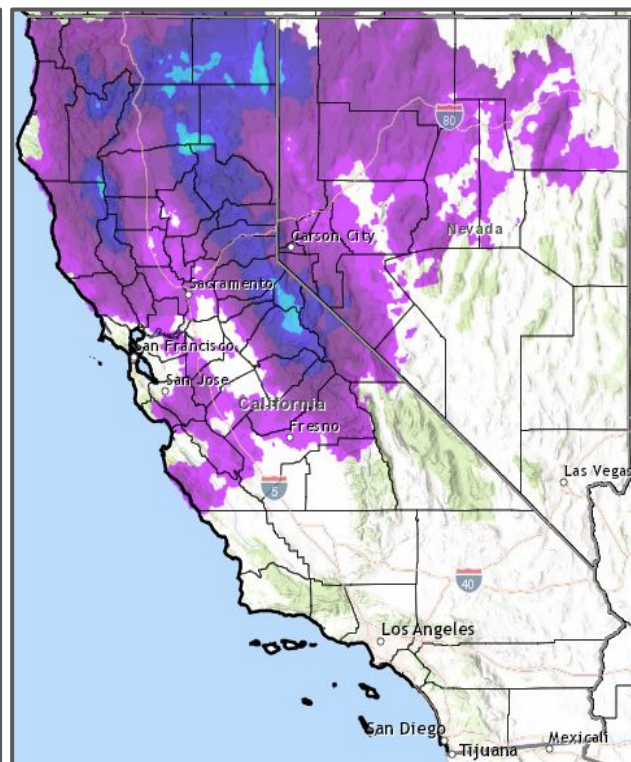 80
Nevada
Carson City
Sacramento
San Francisco
San Jose
California
Fresno
5
Las Vegas
40
Los Angeles
San Diego
Tijuana
Mexicali